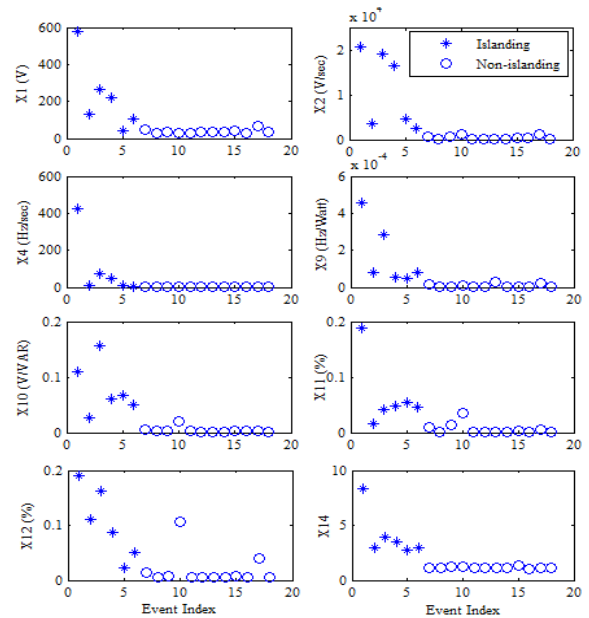 600
400
200
0
X1 (V)
0 5 10 15 20
x 10⁴
2
1
0
X2 (V/sec)
0 5 10 15 20
Islanding
Non-islanding
600
400
200
0
X4 (Hz/sec)
0 5 10 15 20
x 10⁻⁴
6
4
2
0
X9 (Hz/Watt)
0 5 10 15 20
0.2
0.1
0
X10 (V/VAR)
0 5 10 15 20
0.2
0.1
0
X11 (%)
0 5 10 15 20
0.2
0.1
0
X12 (%)
0 5 10 15 20
Event Index
10
5
0
X14
0 5 10 15 20
Event Index